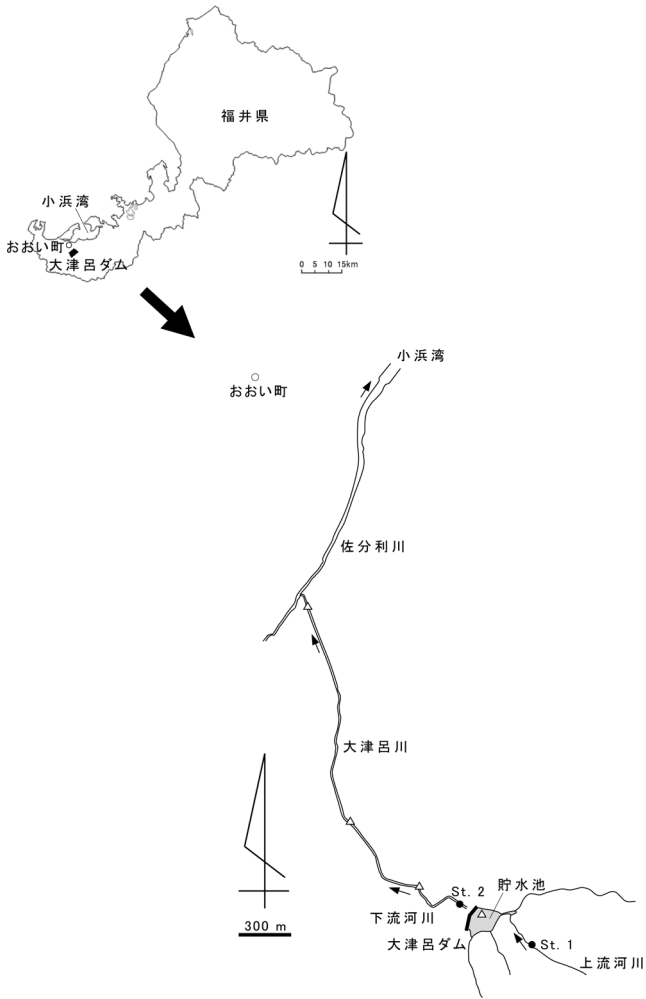 福井県
小浜湾
おおい町
大津呂ダム
0 5 10 15km
小浜湾
おおい町
佐分利川
大津呂川
300 m
St. 2
貯水池
下流河川
大津呂ダム
St. 1
上流河川